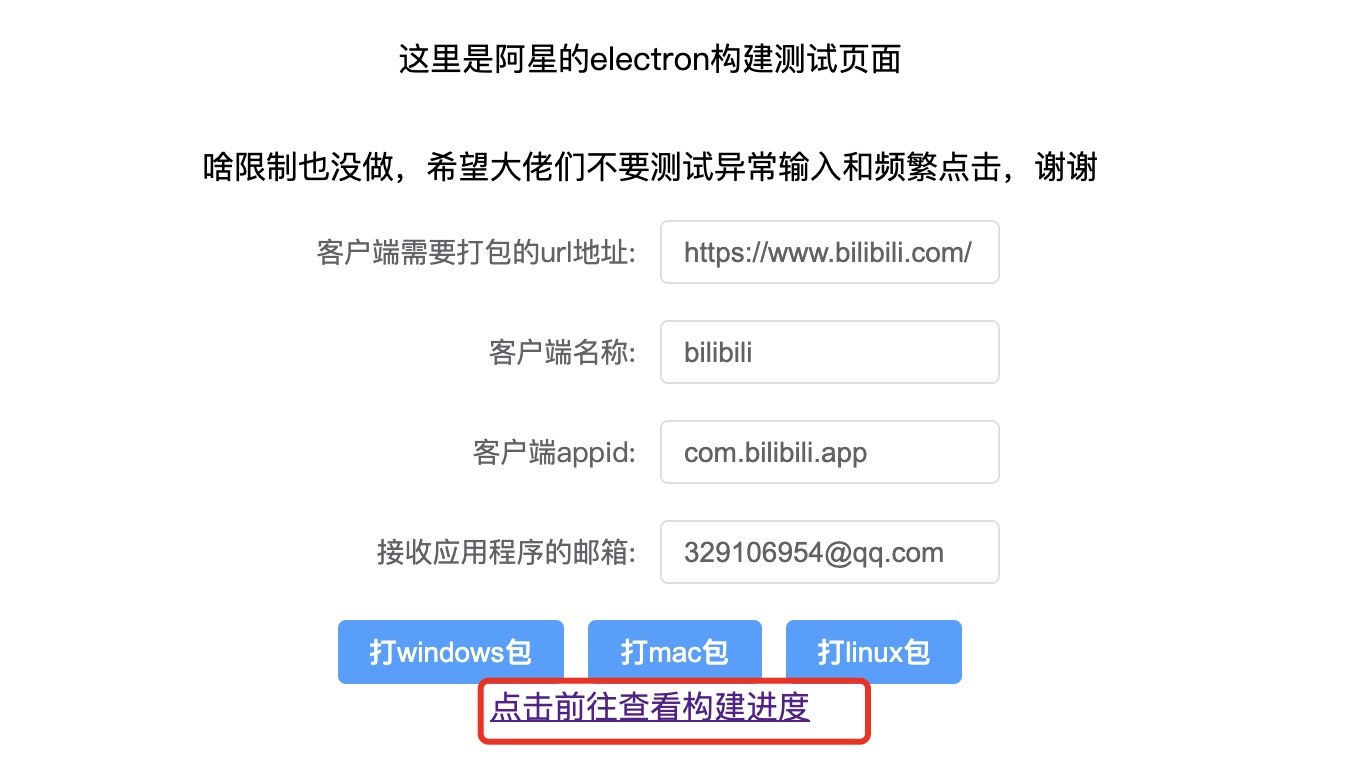 这里是阿星的electron构建测试页面
啥限制也没做，希望大佬们不要测试异常输入和频繁点击，谢谢
客户端需要打包的url地址: https://www.bilibili.com/
客户端名称: bilibili
客户端appid: com.bilibili.app
接收应用程序的邮箱: 329106954@qq.com
打windows包 打mac包 打linux包
点击前往查看构建进度